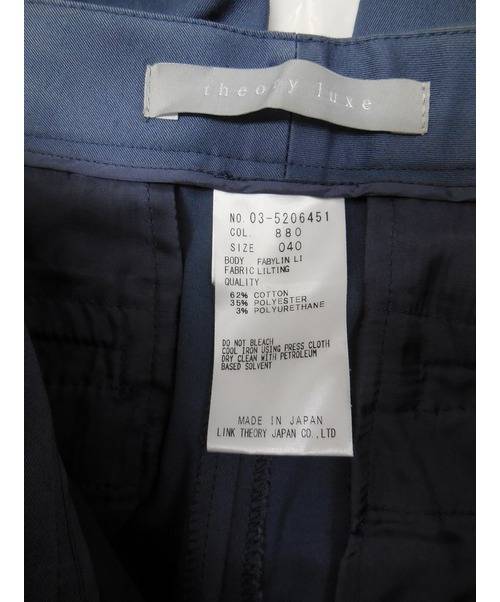 theory luxe
NO. 03-5206451
COL. 880
SIZE 040
BODY FABYLIN LI
FABRIC LILTING
QUALITY
62% COTTON
35% POLYESTER
3% POLYURETHANE
DO NOT BLEACH
COOL IRON USING PRESS CLOTH
DRY CLEAN WITH PETROLEUM
BASED SOLVENT
MADE IN JAPAN
LINK THEORY JAPAN CO.,LTD